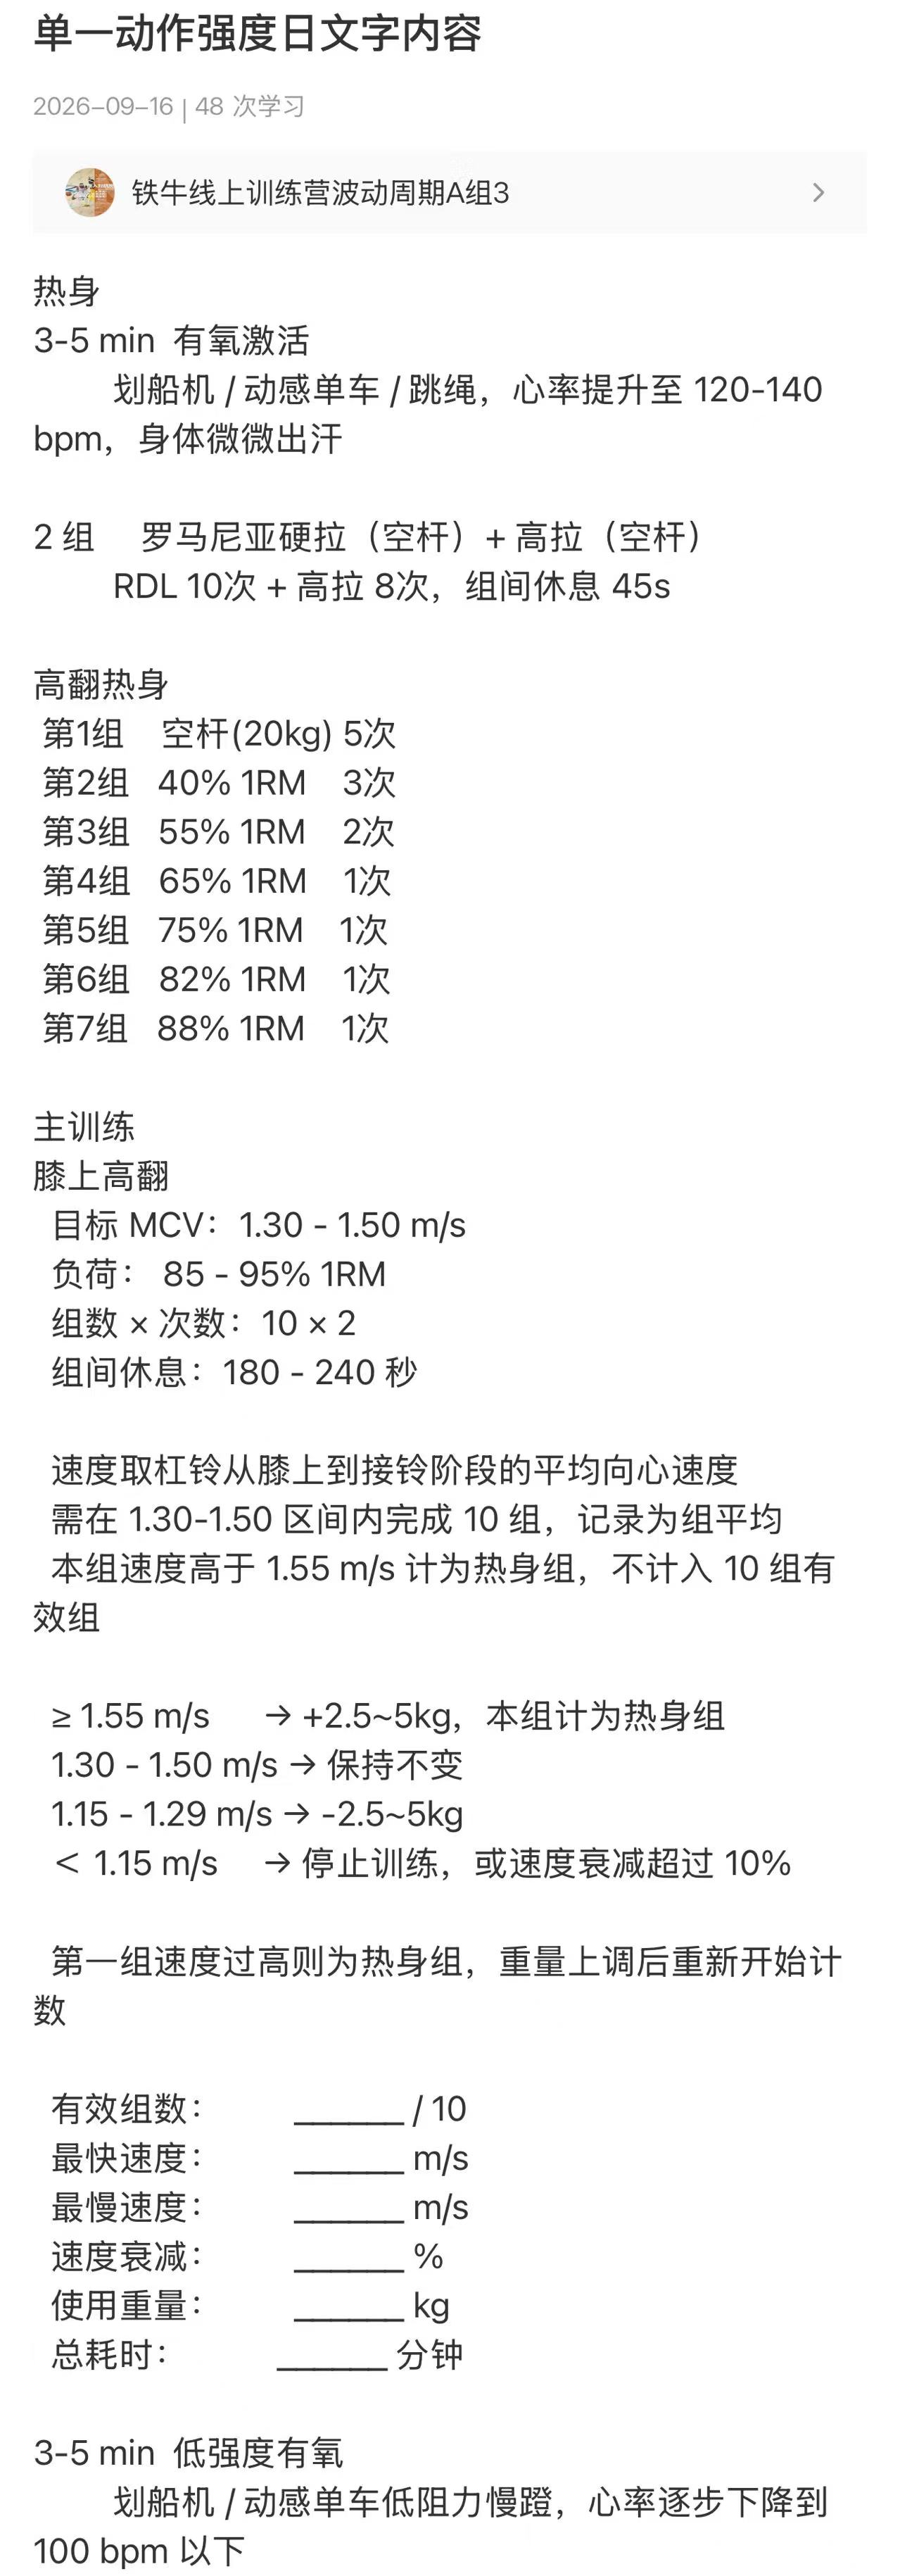 单一动作强度日文字内容
2026-09-16 | 48 次学习
铁牛线上训练营波动周期A组3
热身
3-5 min 有氧激活
划船机 / 动感单车 / 跳绳，心率提升至 120-140
bpm，身体微微出汗
2 组 罗马尼亚硬拉（空杆）+ 高拉（空杆）
RDL 10次 + 高拉 8次，组间休息 45s
高翻热身
第1组 空杆(20kg) 5次
第2组 40% 1RM 3次
第3组 55% 1RM 2次
第4组 65% 1RM 1次
第5组 75% 1RM 1次
第6组 82% 1RM 1次
第7组 88% 1RM 1次
主训练
膝上高翻
目标 MCV：1.30 - 1.50 m/s
负荷： 85 - 95% 1RM
组数 × 次数：10 × 2
组间休息：180 - 240 秒
速度取杠铃从膝上到接铃阶段的平均向心速度
需在 1.30-1.50 区间内完成 10 组，记录为组平均
本组速度高于 1.55 m/s 计为热身组，不计入 10 组有
效组
≥ 1.55 m/s → +2.5~5kg，本组计为热身组
1.30 - 1.50 m/s → 保持不变
1.15 - 1.29 m/s → -2.5~5kg
< 1.15 m/s → 停止训练，或速度衰减超过 10%
第一组速度过高则为热身组，重量上调后重新开始计
数
有效组数： ______ / 10
最快速度： ______ m/s
最慢速度： ______ m/s
速度衰减： ______ %
使用重量： ______ kg
总耗时： ______ 分钟
3-5 min 低强度有氧
划船机 / 动感单车低阻力慢蹬，心率逐步下降到
100 bpm 以下